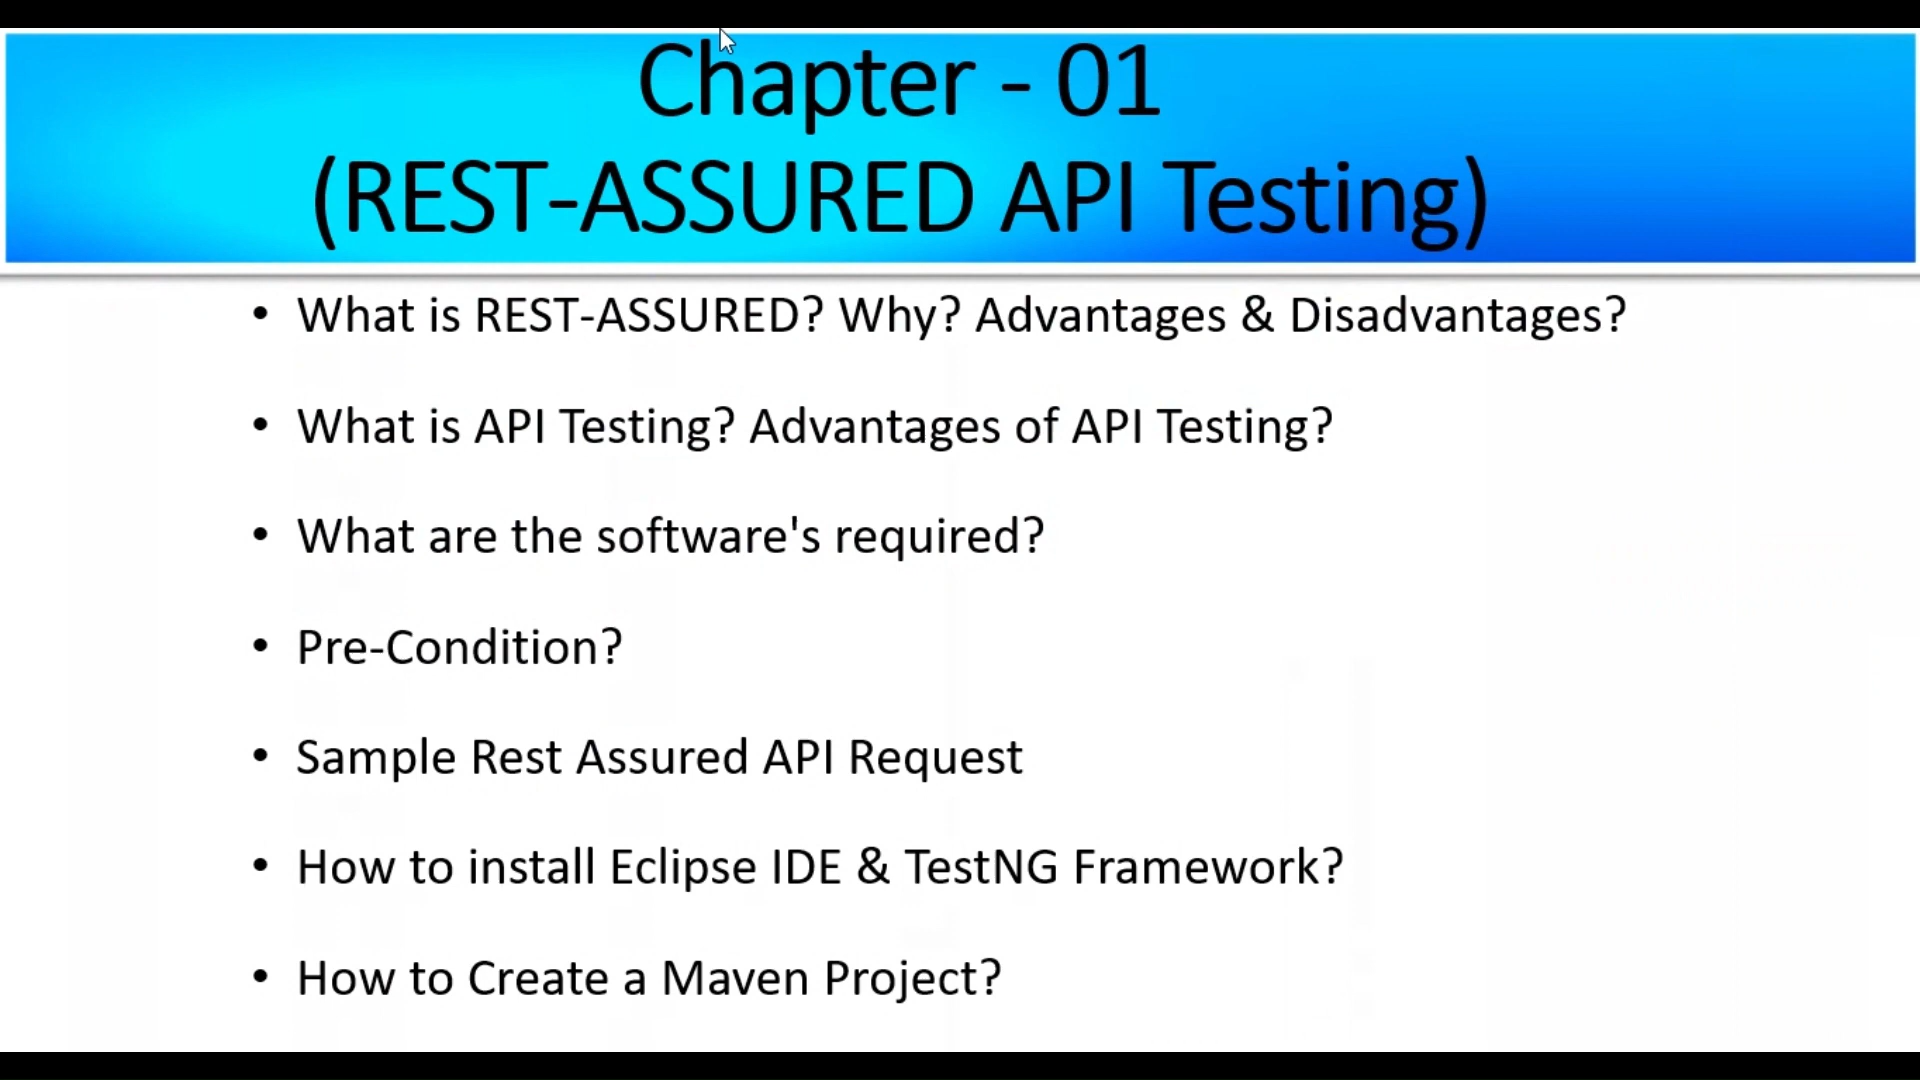 Chapter - 01
(REST-ASSURED API Testing)
• What is REST-ASSURED? Why? Advantages & Disadvantages?
• What is API Testing? Advantages of API Testing?
• What are the software's required?
• Pre-Condition?
• Sample Rest Assured API Request
• How to install Eclipse IDE & TestNG Framework?
• How to Create a Maven Project?